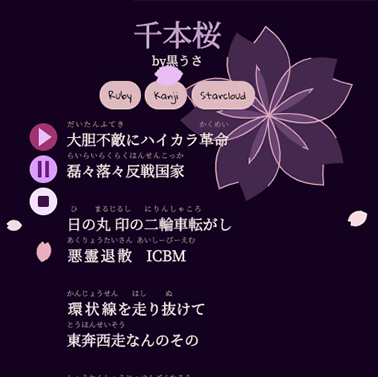 千本桜
by黒うさ
Ruby Kanji Starcloud
だいたんふてき かくめい
大胆不敵にハイカラ革命
らいらいらくらくはんせんこっか
磊々落々反戦国家
ひ まるじるし にりんしゃころ
日の丸 印の二輪車転がし
あくりょうたいさん あいしーびーえむ
悪霊退散 ICBM
かんじょうせん はし ぬ
環状線を走り抜けて
とうほんせいそう
東奔西走なんのその